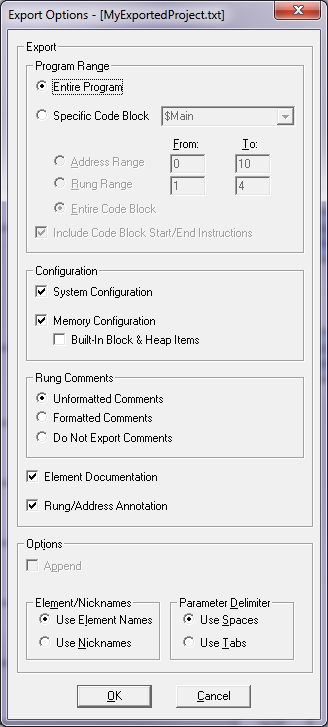 Export Options - [MyExportedProject.txt]
Export
Program Range
Entire Program
Specific Code Block $Main
From: To:
Address Range 0 10
Rung Range 1 4
Entire Code Block
Include Code Block Start/End Instructions
Configuration
System Configuration
Memory Configuration
Built-In Block & Heap Items
Rung Comments
Unformatted Comments
Formatted Comments
Do Not Export Comments
Element Documentation
Rung/Address Annotation
Options
Append
Element/Nicknames Parameter Delimiter
Use Element Names Use Spaces
Use Nicknames Use Tabs
OK Cancel